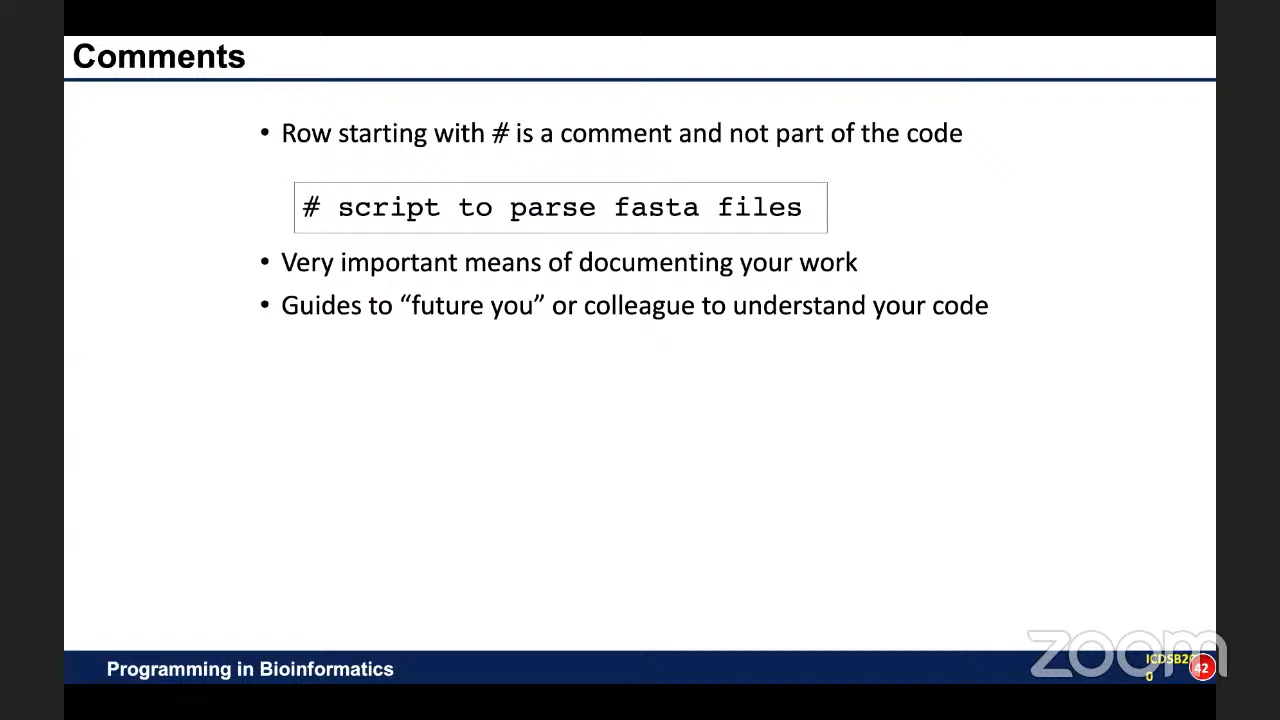 Comments
• Row starting with # is a comment and not part of the code
# script to parse fasta files
• Very important means of documenting your work
• Guides to “future you” or colleague to understand your code
Programming in Bioinformatics
zoom
42